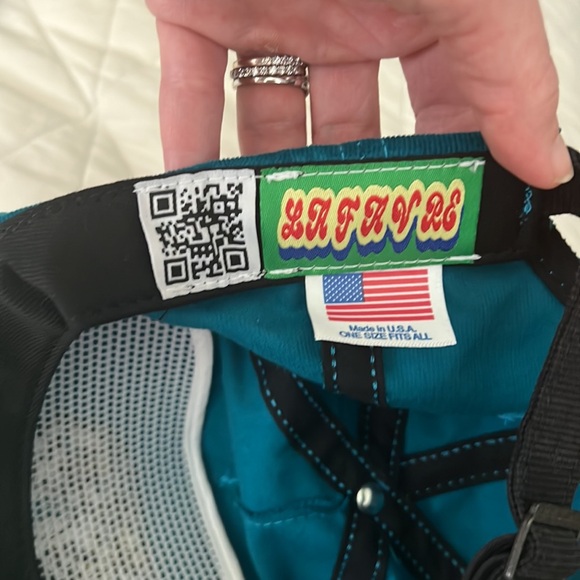 LAFAVRE
Made in U.S.A.
ONE SIZE FITS ALL